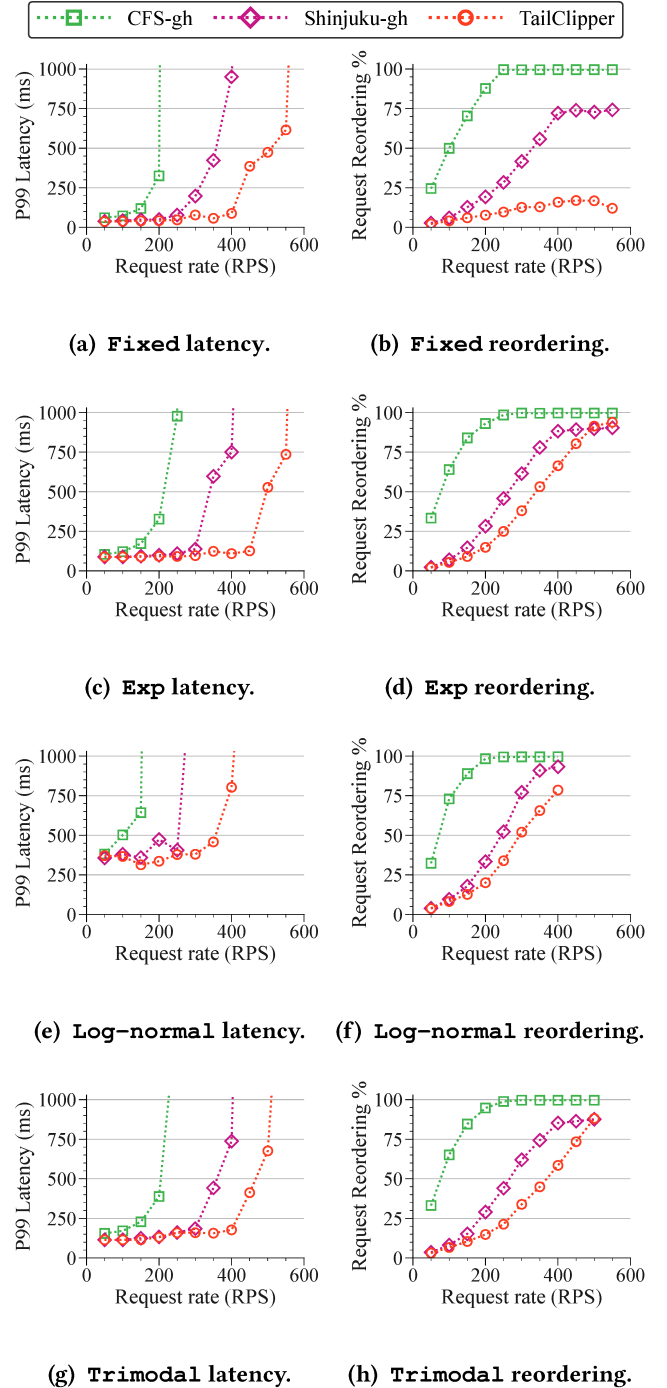 CFS-gh Shinjuku-gh TailClipper
P99 Latency (ms)
1000
750
500
250
0
0 200 400 600
Request rate (RPS)
Request Reordering %
100
75
50
25
0
0 200 400 600
Request rate (RPS)
(a) Fixed latency.
(b) Fixed reordering.
P99 Latency (ms)
1000
750
500
250
0
0 200 400 600
Request rate (RPS)
Request Reordering %
100
75
50
25
0
0 200 400 600
Request rate (RPS)
(c) Exp latency.
(d) Exp reordering.
P99 Latency (ms)
1000
750
500
250
0
0 200 400 600
Request rate (RPS)
Request Reordering %
100
75
50
25
0
0 200 400 600
Request rate (RPS)
(e) Log-normal latency.
(f) Log-normal reordering.
P99 Latency (ms)
1000
750
500
250
0
0 200 400 600
Request rate (RPS)
Request Reordering %
100
75
50
25
0
0 200 400 600
Request rate (RPS)
(g) Trimodal latency.
(h) Trimodal reordering.